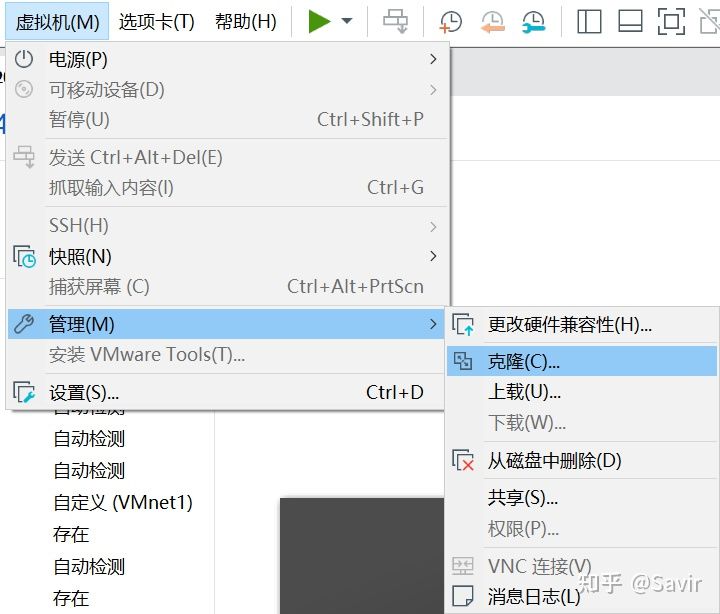 虚拟机(M) 选项卡(T) 帮助(H)
电源(P)
可移动设备(D)
暂停(U) Ctrl+Shift+P
发送 Ctrl+Alt+Del(E)
抓取输入内容(I) Ctrl+G
SSH(H)
快照(N)
捕获屏幕 (C) Ctrl+Alt+PrtScn
管理(M)
安装 VMware Tools(T)...
设置(S)... Ctrl+D
更改硬件兼容性(H)...
克隆(C)...
上载(U)...
下载(W)...
从磁盘中删除(D)
共享(S)...
权限(P)...
VNC 连接(V)
消息日志(L)
自动检测
自动检测
自动检测
自定义 (VMnet1)
存在
自动检测
存在
知乎 @Savir